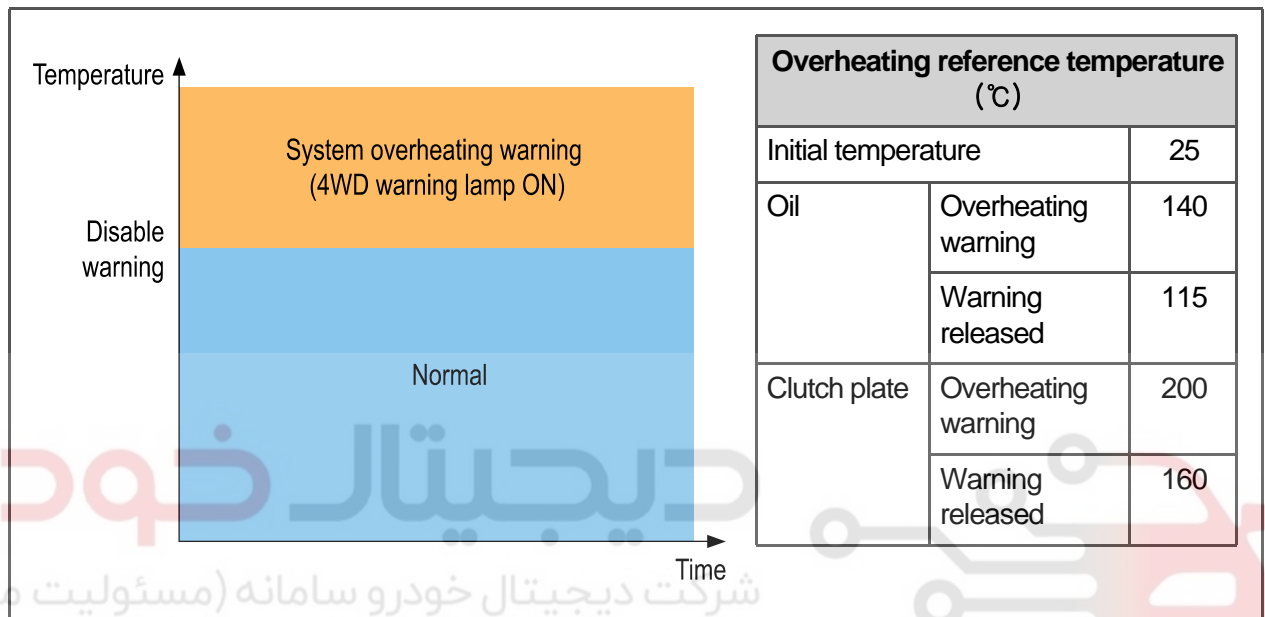 Temperature
System overheating warning
(4WD warning lamp ON)
Disable
warning
Normal
Time
Overheating reference temperature
(℃)
Initial temperature 25
Oil Overheating 140
warning
Warning 115
released
Clutch plate Overheating 200
warning
Warning 160
released
دیجیتال خودر
شرکت دیجیتال خودرو سامانه (مسئولیت م